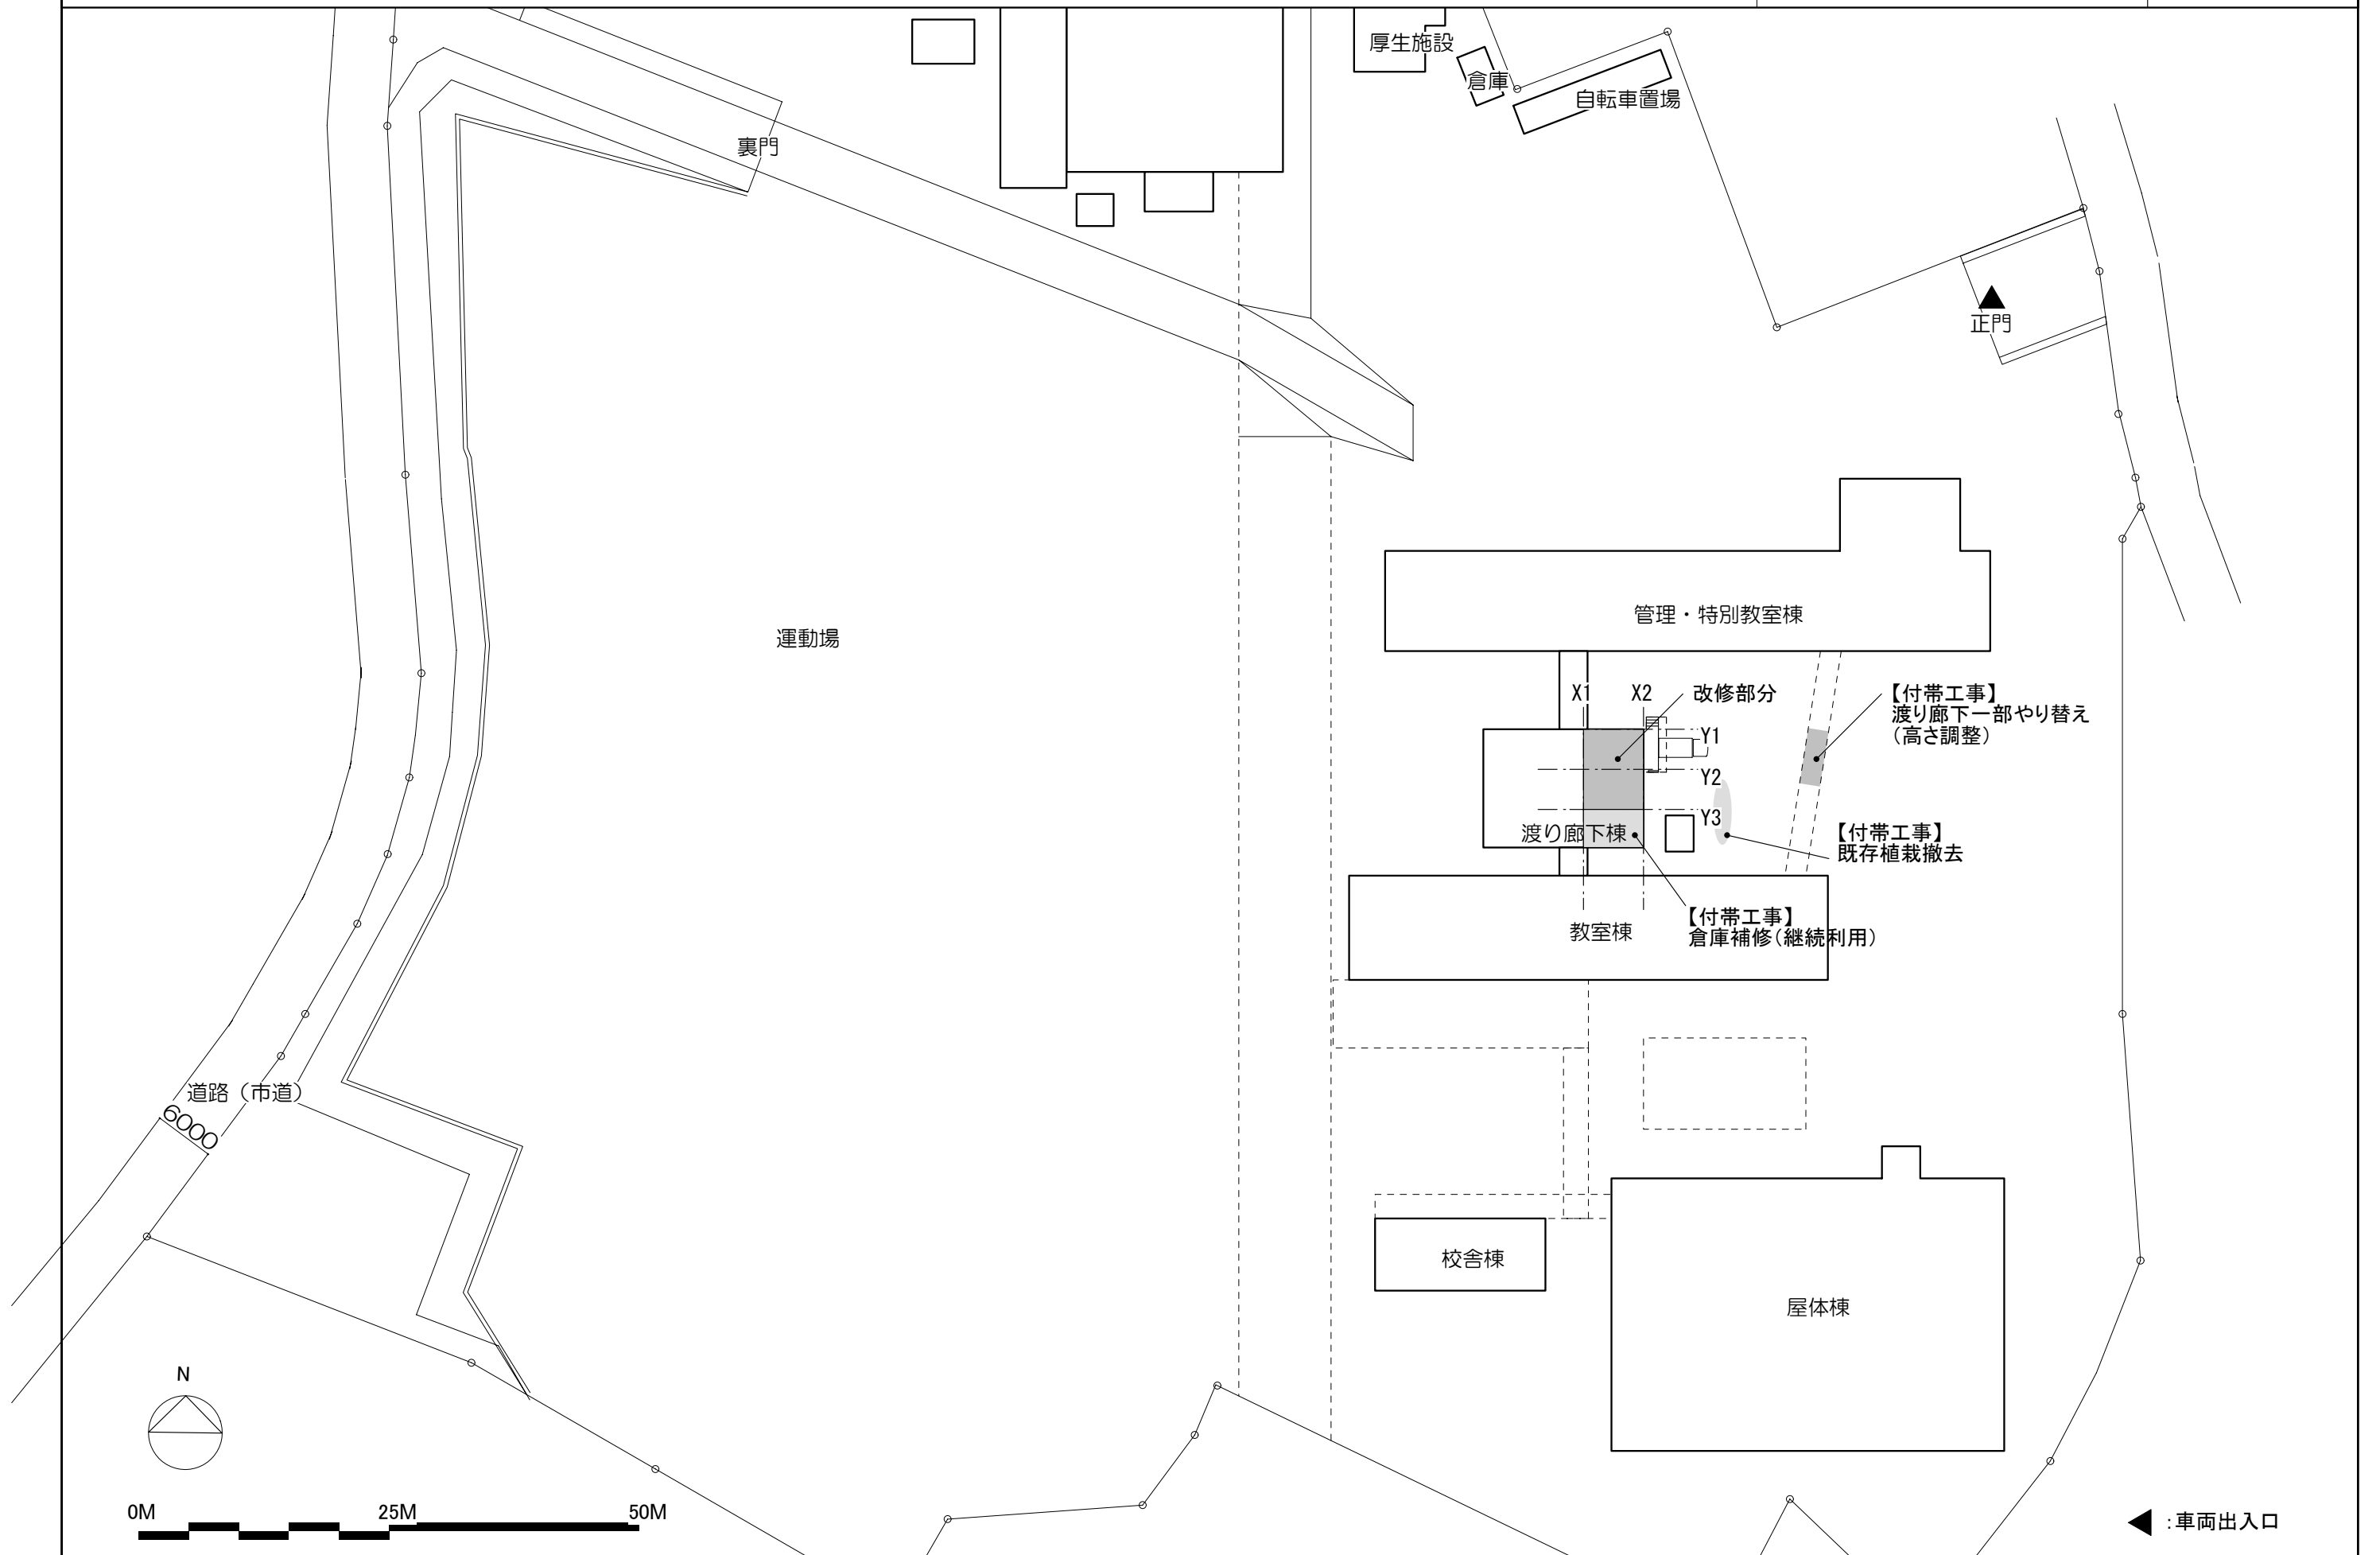 厚生施設
倉庫
自転車置場
裏門
正門
管理・特別教室棟
運動場
X1
X2
改修部分
【付帯工事】
渡り廊下一部やり替え
（高さ調整）
Y1
Y2
Y3
渡り廊下棟
【付帯工事】
既存植栽撤去
【付帯工事】
倉庫補修（継続利用）
教室棟
道路（市道）
6000
校舎棟
屋体棟
N
0M
25M
50M
：車両出入口